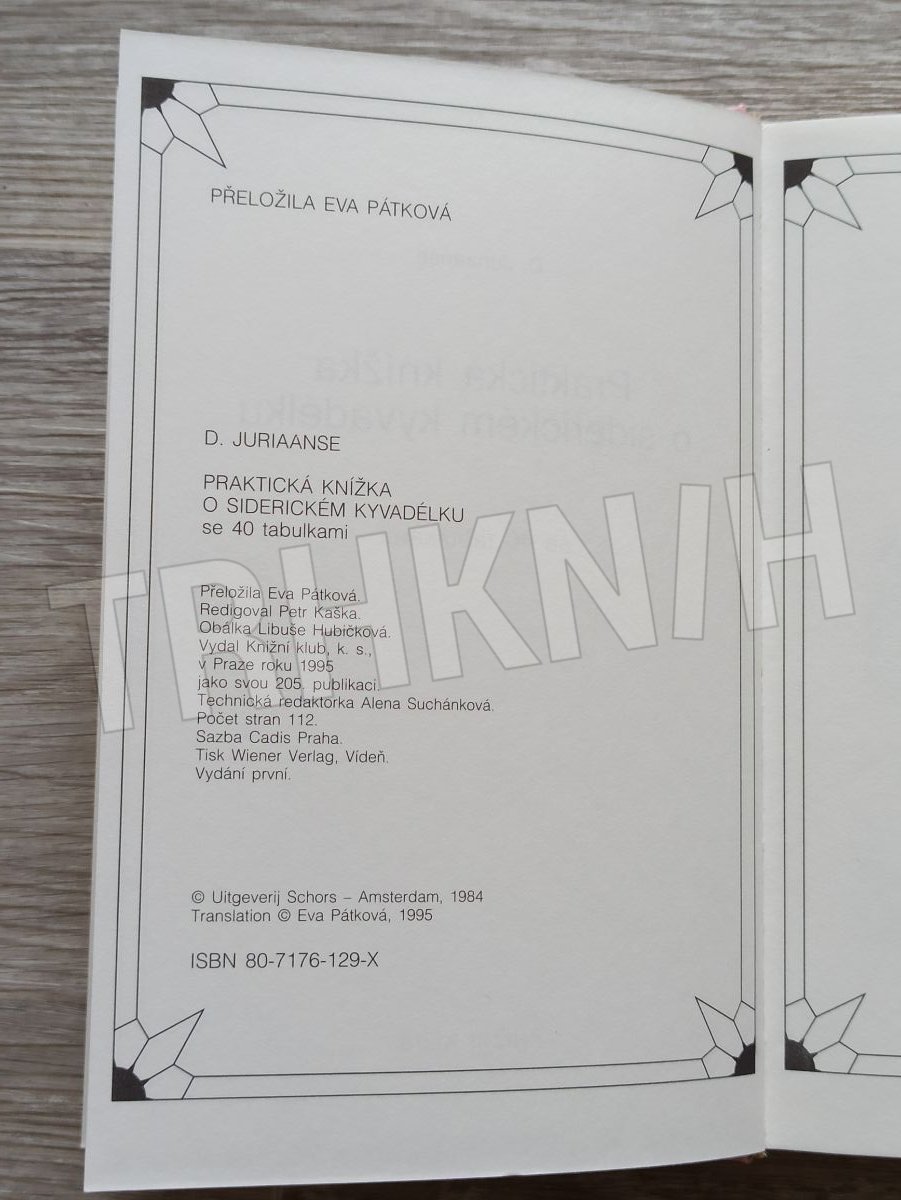 PŘELOŽILA EVA PÁTKOVÁ
D. JURIAANSE
PRAKTICKÁ KNÍŽKA
O SIDERICKÉM KYVADÉLKU
se 40 tabulkami
Přeložila Eva Pátková.
Redigoval Petr Kaška.
Obálka Libuše Hubičková.
Vydal Knižní klub, k. s.,
v Praze roku 1995
jako svou 205. publikaci.
Technická redaktorka Alena Suchánková.
Počet stran 112.
Sazba Cadis Praha.
Tisk Wiener Verlag, Vídeň.
Vydání první.
© Uitgeverij Schors – Amsterdam, 1984
Translation © Eva Pátková, 1995
ISBN 80-7176-129-X
TRHKNIH